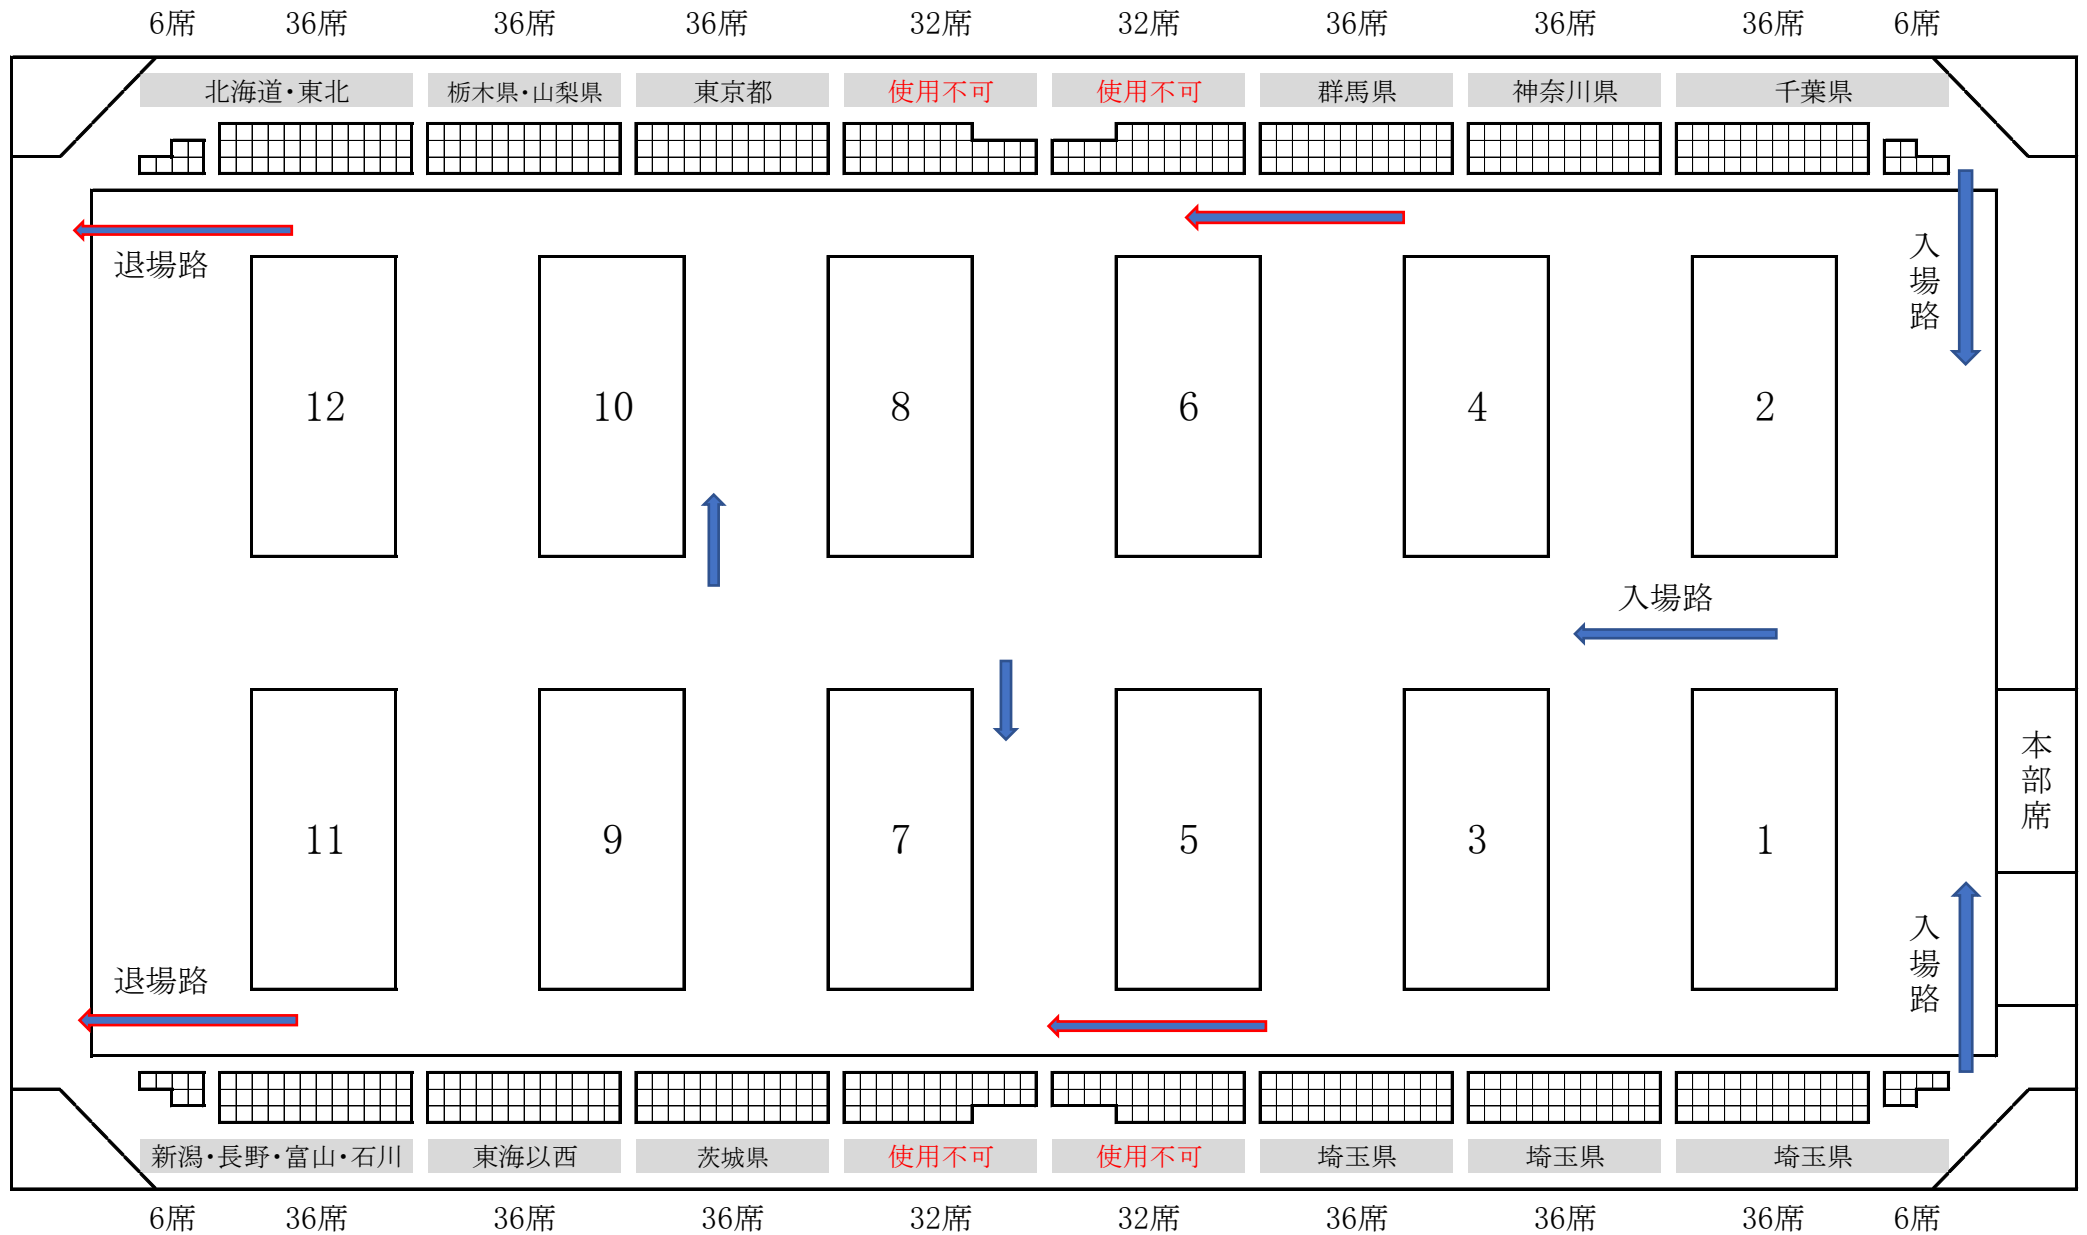 6席 36席 36席 36席 32席 32席 36席 36席 36席 6席
北海道・東北 栃木県・山梨県 東京都 使用不可 使用不可 群馬県 神奈川県 千葉県
退場路
入場路
12 10 8 6 4 2
入場路
本部席
11 9 7 5 3 1
入場路
退場路
新潟・長野・富山・石川 東海以西 茨城県 使用不可 使用不可 埼玉県 埼玉県 埼玉県
6席 36席 36席 36席 32席 32席 36席 36席 36席 6席